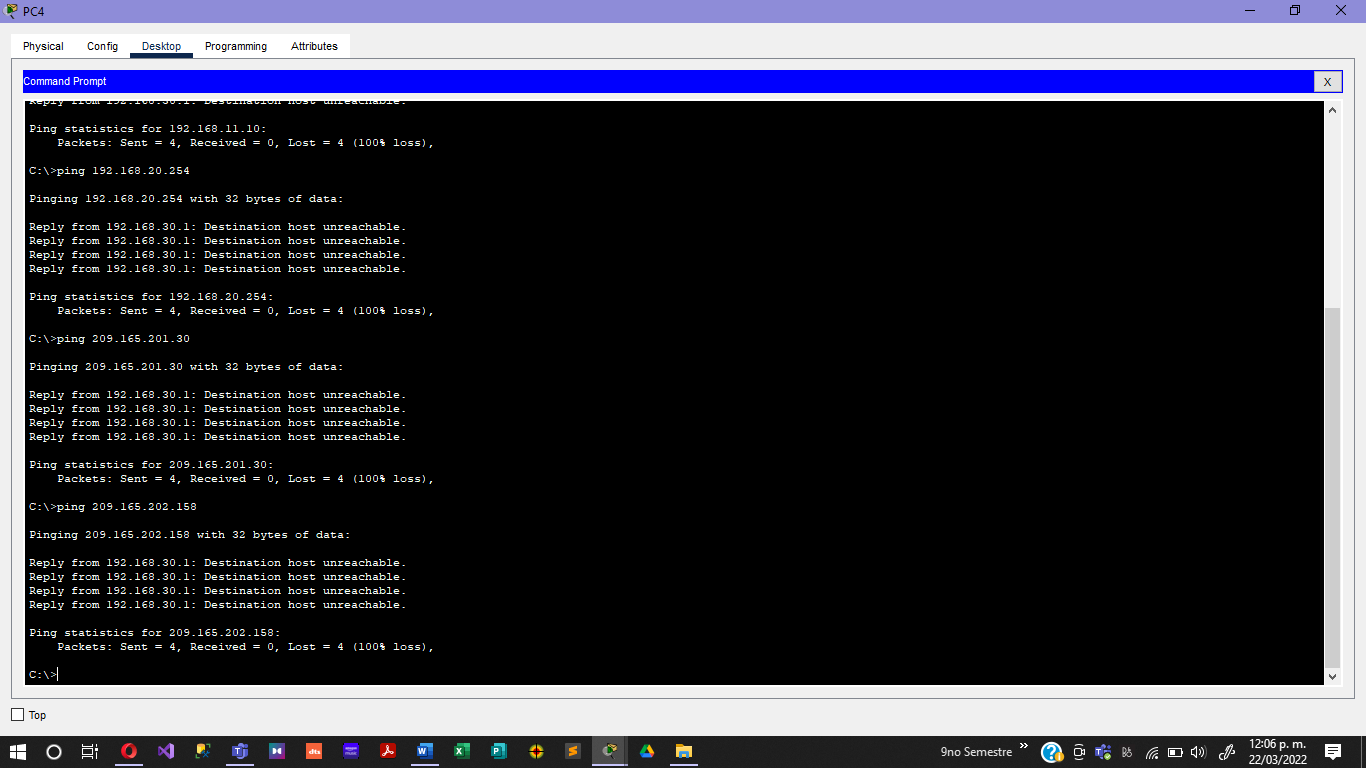 PC4
Physical Config Desktop Programming Attributes
Command Prompt
X
Reply from 192.168.30.1: Destination host unreachable.
Ping statistics for 192.168.11.10:
Packets: Sent = 4, Received = 0, Lost = 4 (100% loss),
C:\>ping 192.168.20.254
Pinging 192.168.20.254 with 32 bytes of data:
Reply from 192.168.30.1: Destination host unreachable.
Reply from 192.168.30.1: Destination host unreachable.
Reply from 192.168.30.1: Destination host unreachable.
Reply from 192.168.30.1: Destination host unreachable.
Ping statistics for 192.168.20.254:
Packets: Sent = 4, Received = 0, Lost = 4 (100% loss),
C:\>ping 209.165.201.30
Pinging 209.165.201.30 with 32 bytes of data:
Reply from 192.168.30.1: Destination host unreachable.
Reply from 192.168.30.1: Destination host unreachable.
Reply from 192.168.30.1: Destination host unreachable.
Reply from 192.168.30.1: Destination host unreachable.
Ping statistics for 209.165.201.30:
Packets: Sent = 4, Received = 0, Lost = 4 (100% loss),
C:\>ping 209.165.202.158
Pinging 209.165.202.158 with 32 bytes of data:
Reply from 192.168.30.1: Destination host unreachable.
Reply from 192.168.30.1: Destination host unreachable.
Reply from 192.168.30.1: Destination host unreachable.
Reply from 192.168.30.1: Destination host unreachable.
Ping statistics for 209.165.202.158:
Packets: Sent = 4, Received = 0, Lost = 4 (100% loss),
C:\>
Top
dts
9no Semestre
12:06 p. m.
22/03/2022